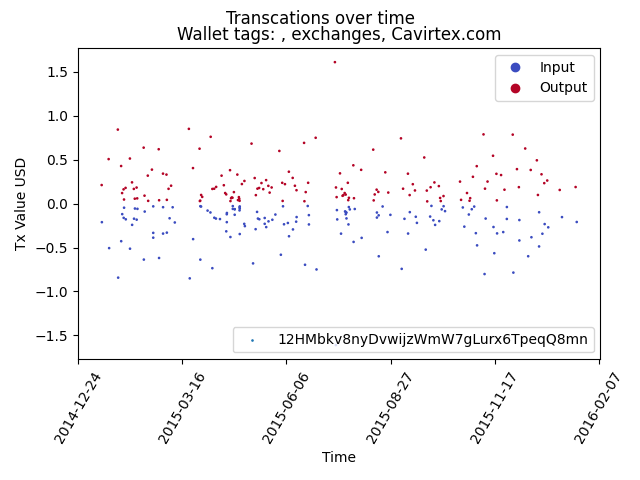 Transcations over time
Wallet tags: , exchanges, Cavirtex.com
Input
Output
1.5
1.0
0.5
0.0
−0.5
−1.0
−1.5
Tx Value USD
12HMbkv8nyDvwijzWmW7gLurx6TpeqQ8mn
2014-12-24
2015-03-16
2015-06-06
2015-08-27
2015-11-17
2016-02-07
Time